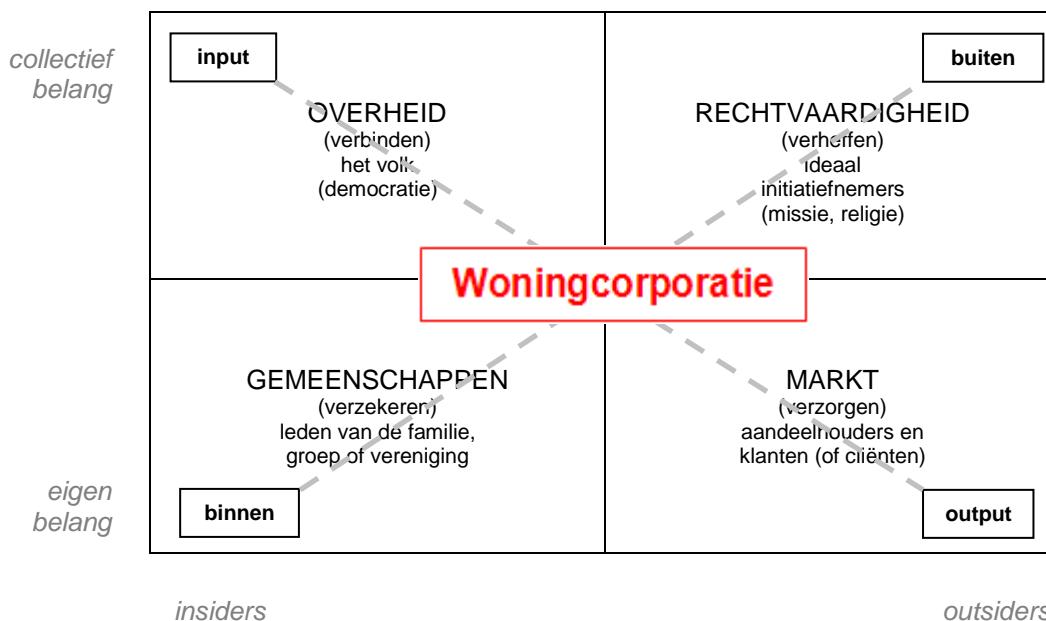 collectief
belang
input
buiten
OVERHEID
(verbinden)
het volk
(democratie)
RECHTVAARDIGHEID
(verheffen)
ideaal
initiatiefnemers
(missie, religie)
Woningcorporatie
GEMEENSCHAPPEN
(verzekeren)
leden van de familie,
groep of vereniging
MARKT
(verzorgen)
aandeelhouders en
klanten (of cliënten)
eigen
belang
binnen
output
insiders
outsiders